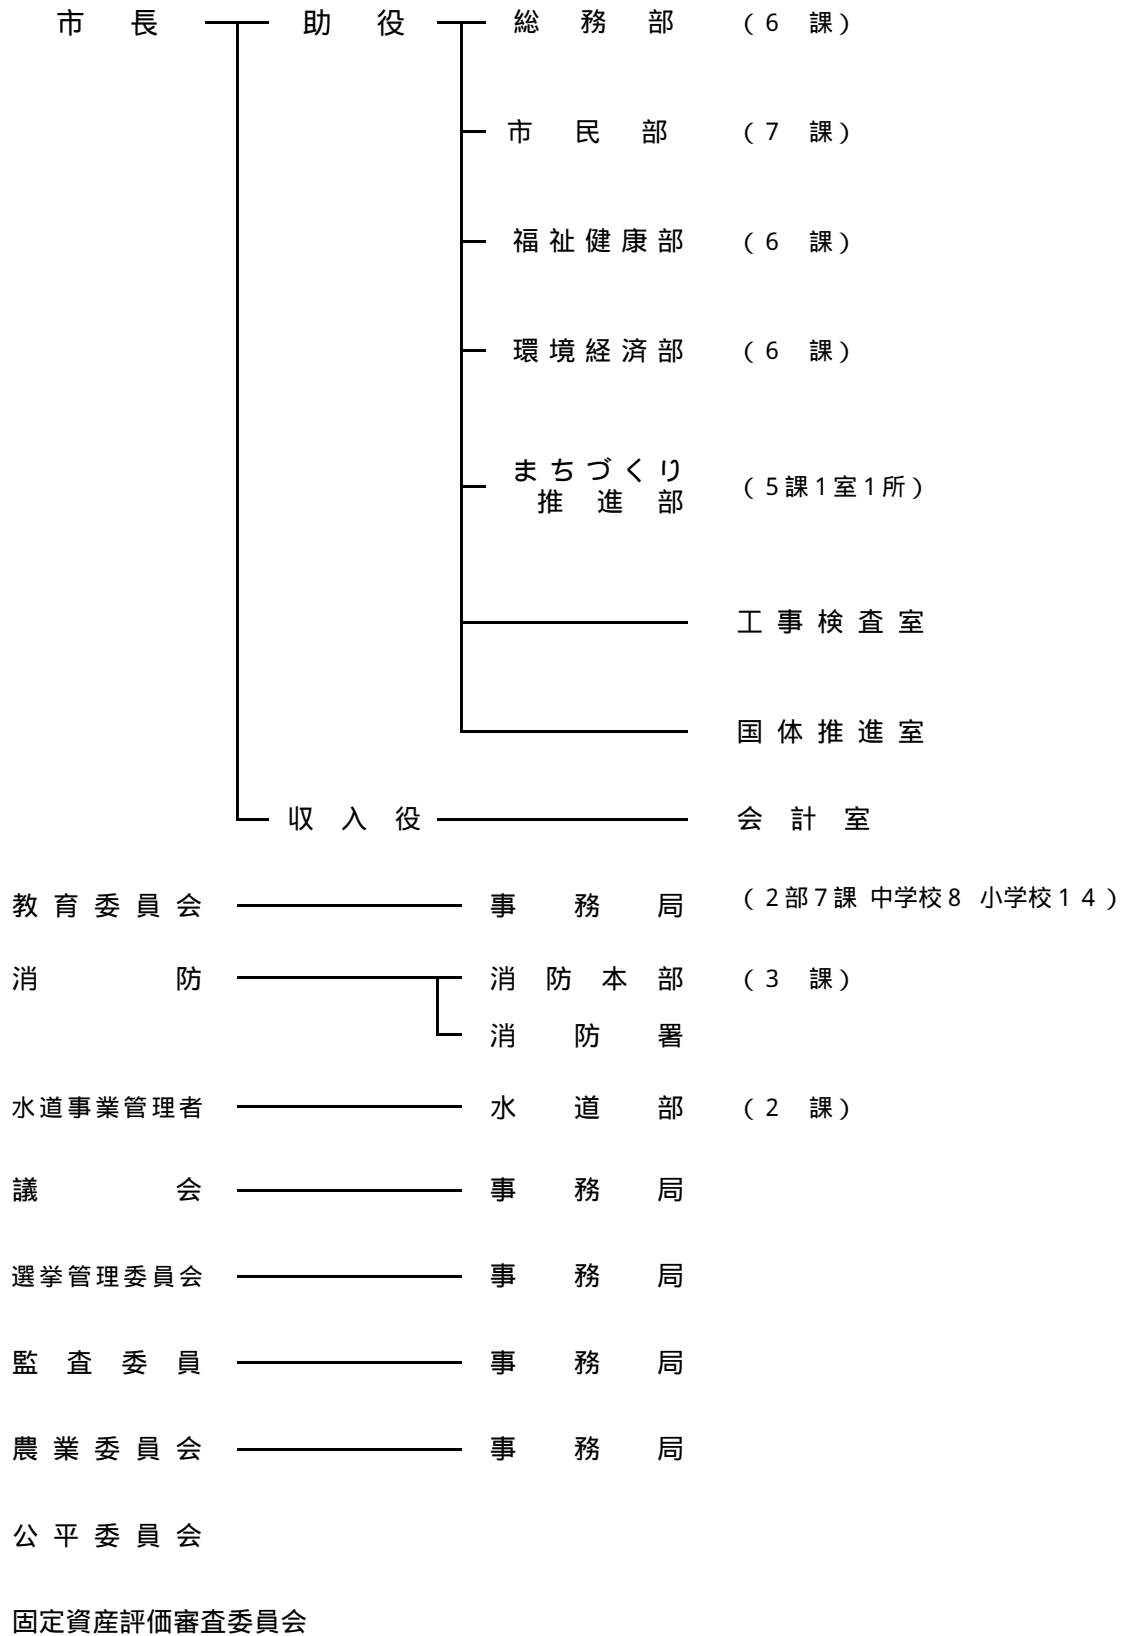 市長 助役 総務部 （6 課）
市民部 （7 課）
福祉健康部 （6 課）
環境経済部 （6 課）
まちづくり
推進部 （5課1室1所）
工事検査室
国体推進室
収入役 会計室
教育委員会 事務局 （2部7課 中学校8 小学校14）
消防 消防本部 （3 課）
消防署
水道事業管理者 水道部 （2 課）
議会 事務局
選挙管理委員会 事務局
監査委員 事務局
農業委員会 事務局
公平委員会
固定資産評価審査委員会